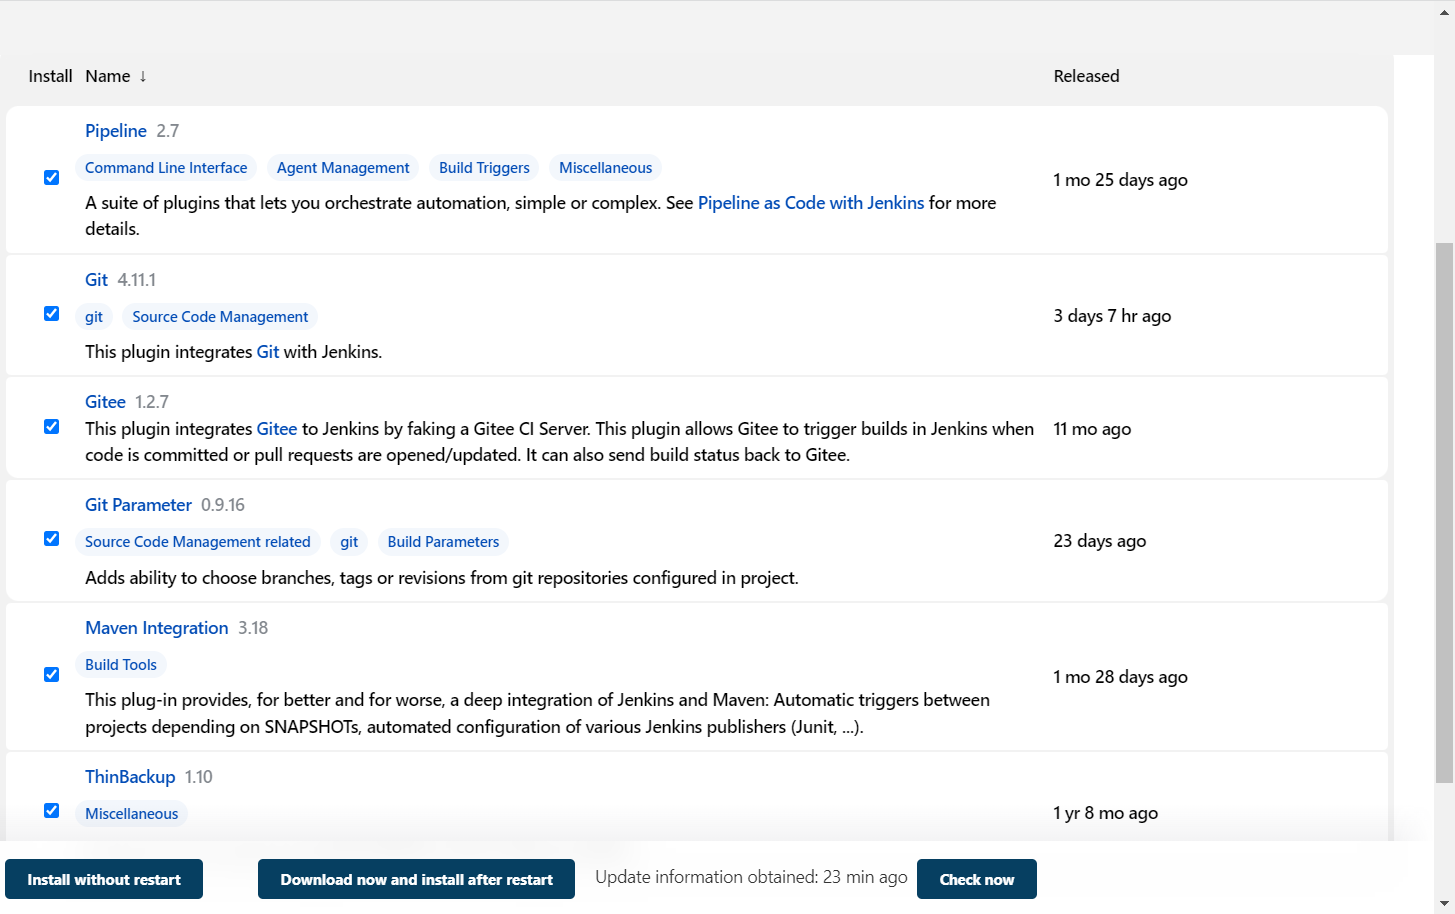 Install Name ↓ Released
Pipeline 2.7
Command Line Interface Agent Management Build Triggers Miscellaneous
1 mo 25 days ago
A suite of plugins that lets you orchestrate automation, simple or complex. See Pipeline as Code with Jenkins for more
details.
Git 4.11.1
git Source Code Management
3 days 7 hr ago
This plugin integrates Git with Jenkins.
Gitee 1.2.7
This plugin integrates Gitee to Jenkins by faking a Gitee CI Server. This plugin allows Gitee to trigger builds in Jenkins when
11 mo ago
code is committed or pull requests are opened/updated. It can also send build status back to Gitee.
Git Parameter 0.9.16
Source Code Management related git Build Parameters
23 days ago
Adds ability to choose branches, tags or revisions from git repositories configured in project.
Maven Integration 3.18
Build Tools
1 mo 28 days ago
This plug-in provides, for better and for worse, a deep integration of Jenkins and Maven: Automatic triggers between
projects depending on SNAPSHOTs, automated configuration of various Jenkins publishers (Junit, ...).
ThinBackup 1.10
Miscellaneous
1 yr 8 mo ago
Install without restart Download now and install after restart Update information obtained: 23 min ago Check now